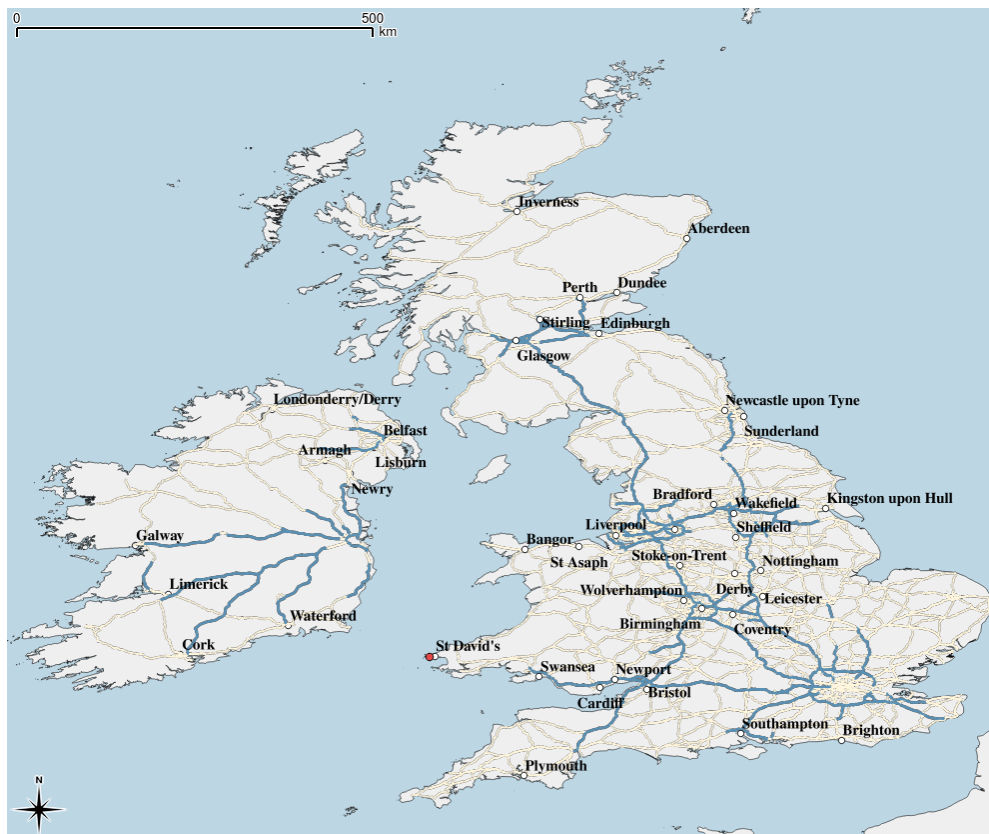 0
500
km
Inverness
Aberdeen
Perth
Dundee
Stirling
Edinburgh
Glasgow
Londonderry/Derry
Newcastle upon Tyne
Belfast
Sunderland
Armagh
Lisburn
Newry
Bradford
Wakefield
Kingston upon Hull
Liverpool
Sheffield
Galway
Bangor
Stoke-on-Trent
St Asaph
Nottingham
Limerick
Wolverhampton
Derby
Leicester
Waterford
Birmingham
Coventry
Cork
St David's
Swansea
Newport
Bristol
Cardiff
Southampton
Brighton
Plymouth
N